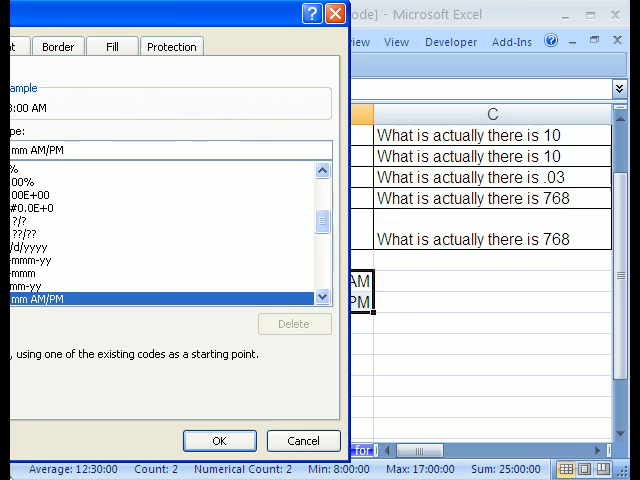 ode] - Microsoft Excel
view View Developer Add-Ins
nt Border Fill Protection
ample
8:00 AM
pe:
mm AM/PM
%
00%
00E+00
#0.0E+0
?/?
??/??
/d/yyyy
-mmm-yy
-mmm
mm-yy
mm AM/PM
Delete
, using one of the existing codes as a starting point.
OK Cancel
C
What is actually there is 10
What is actually there is 10
What is actually there is .03
What is actually there is 768
What is actually there is 768
AM
PM
for
Average: 12:30:00 Count: 2 Numerical Count: 2 Min: 8:00:00 Max: 17:00:00 Sum: 25:00:00